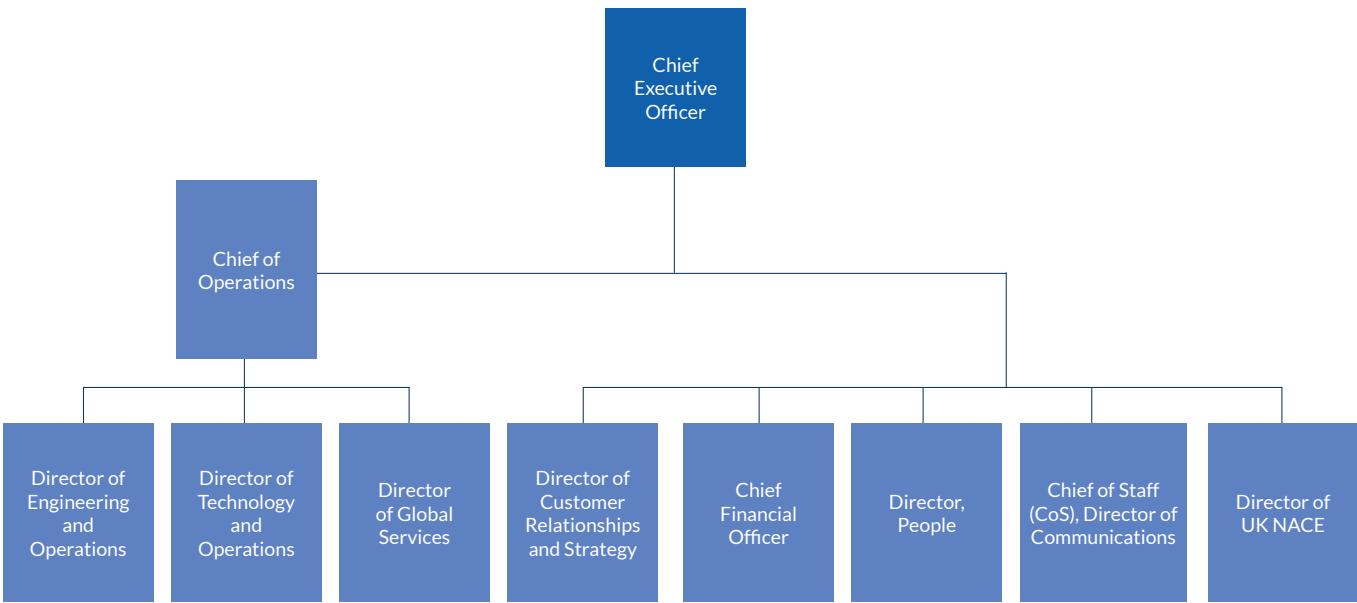 Chief
Executive
Officer
Chief of
Operations
Director of
Engineering
and
Operations
Director of
Technology
and
Operations
Director
of Global
Services
Director of
Customer
Relationships
and Strategy
Chief
Financial
Officer
Director,
People
Chief of Staff
(CoS), Director of
Communications
Director of
UK NACE